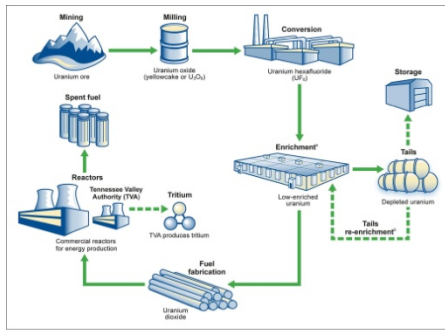 Mining
Uranium ore
Milling
Uranium oxide
(yellowcake or U₃O₈)
Conversion
Uranium hexafluoride
(UF₆)
Storage
Spent fuel
Enrichmentᵃ
Low-enriched
uranium
Tails
Depleted uranium
Reactors
Tennessee Valley
Authority (TVA)
Tritium
TVA produces tritium
Commercial reactors
for energy production
Tails
re-enrichmentᵇ
Fuel
fabrication
Uranium
dioxide